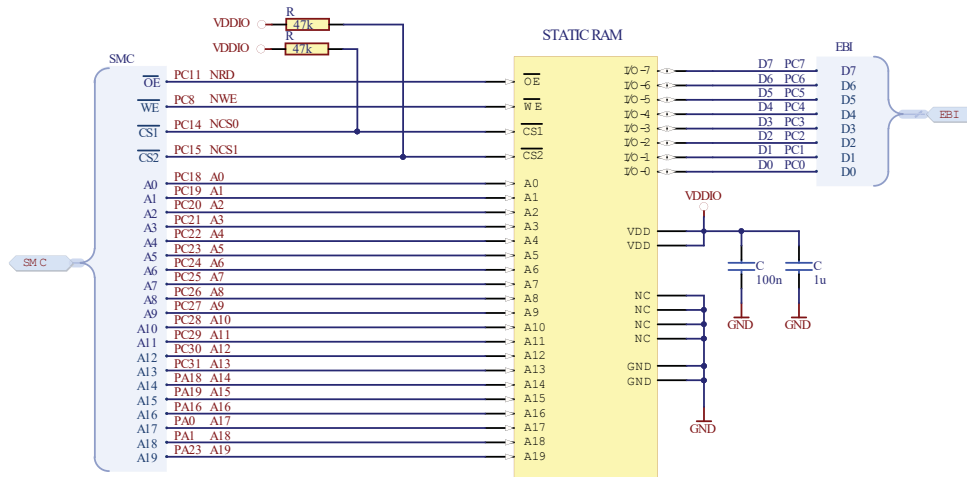 R
VDDIO 47k
R
VDDIO 47k
STATIC RAM
SMC
EBI
OE PC11 NRD OE
WE PC8 NWE WE
CS1 PC14 NCS0 CS1
CS2 PC15 NCS1 CS2
A0 PC18 A0 A0
A1 PC19 A1 A1
A2 PC20 A2 A2
A3 PC21 A3 A3
A4 PC22 A4 A4
A5 PC23 A5 A5
A6 PC24 A6 A6
A7 PC25 A7 A7
A8 PC26 A8 A8
A9 PC27 A9 A9
A10 PC28 A10 A10
A11 PC29 A11 A11
A12 PC30 A12 A12
A13 PC31 A13 A13
A14 PA18 A14 A14
A15 PA19 A15 A15
A16 PA16 A16 A16
A17 PA0 A17 A17
A18 PA1 A18 A18
A19 PA23 A19 A19
SMC
I/O-7 D7 PC7 D7
I/O-6 D6 PC6 D6
I/O-5 D5 PC5 D5
I/O-4 D4 PC4 D4
I/O-3 D3 PC3 D3
I/O-2 D2 PC2 D2
I/O-1 D1 PC1 D1
I/O-0 D0 PC0 D0
EBI
VDDIO
VDD
VDD
C
100n
C
1u
GND
GND
NC
NC
NC
NC
GND
GND
GND